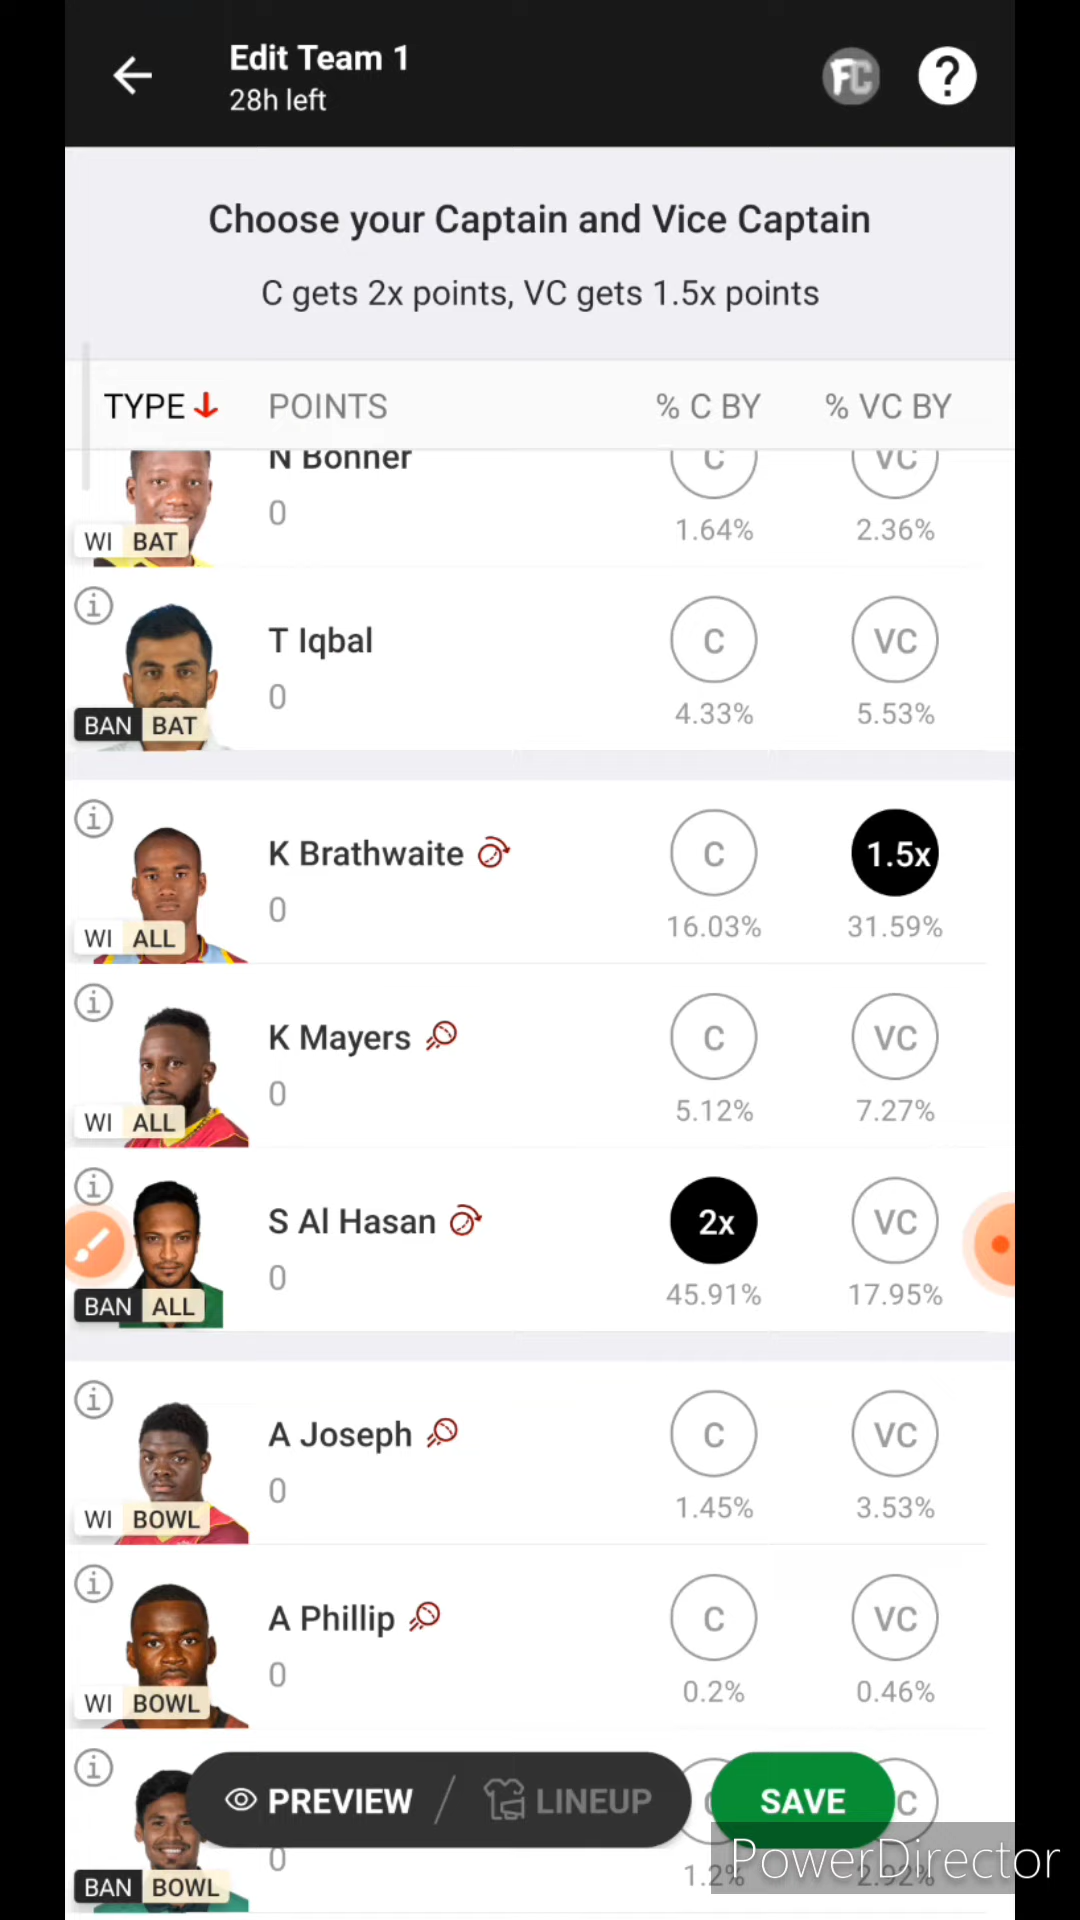 Edit Team 1
28h left
FC
?
Choose your Captain and Vice Captain
C gets 2x points, VC gets 1.5x points
TYPE POINTS % C BY % VC BY
N Bonner C VC
0
1.64% 2.36%
WI BAT
T Iqbal C VC
0
4.33% 5.53%
BAN BAT
K Brathwaite C 1.5x
0
16.03% 31.59%
WI ALL
K Mayers C VC
0
5.12% 7.27%
WI ALL
S Al Hasan 2x VC
0
45.91% 17.95%
BAN ALL
A Joseph C VC
0
1.45% 3.53%
WI BOWL
A Phillip C VC
0
0.2% 0.46%
WI BOWL
PREVIEW / LINEUP SAVE C
0
1.2% 2.92%
PowerDirector
BAN BOWL